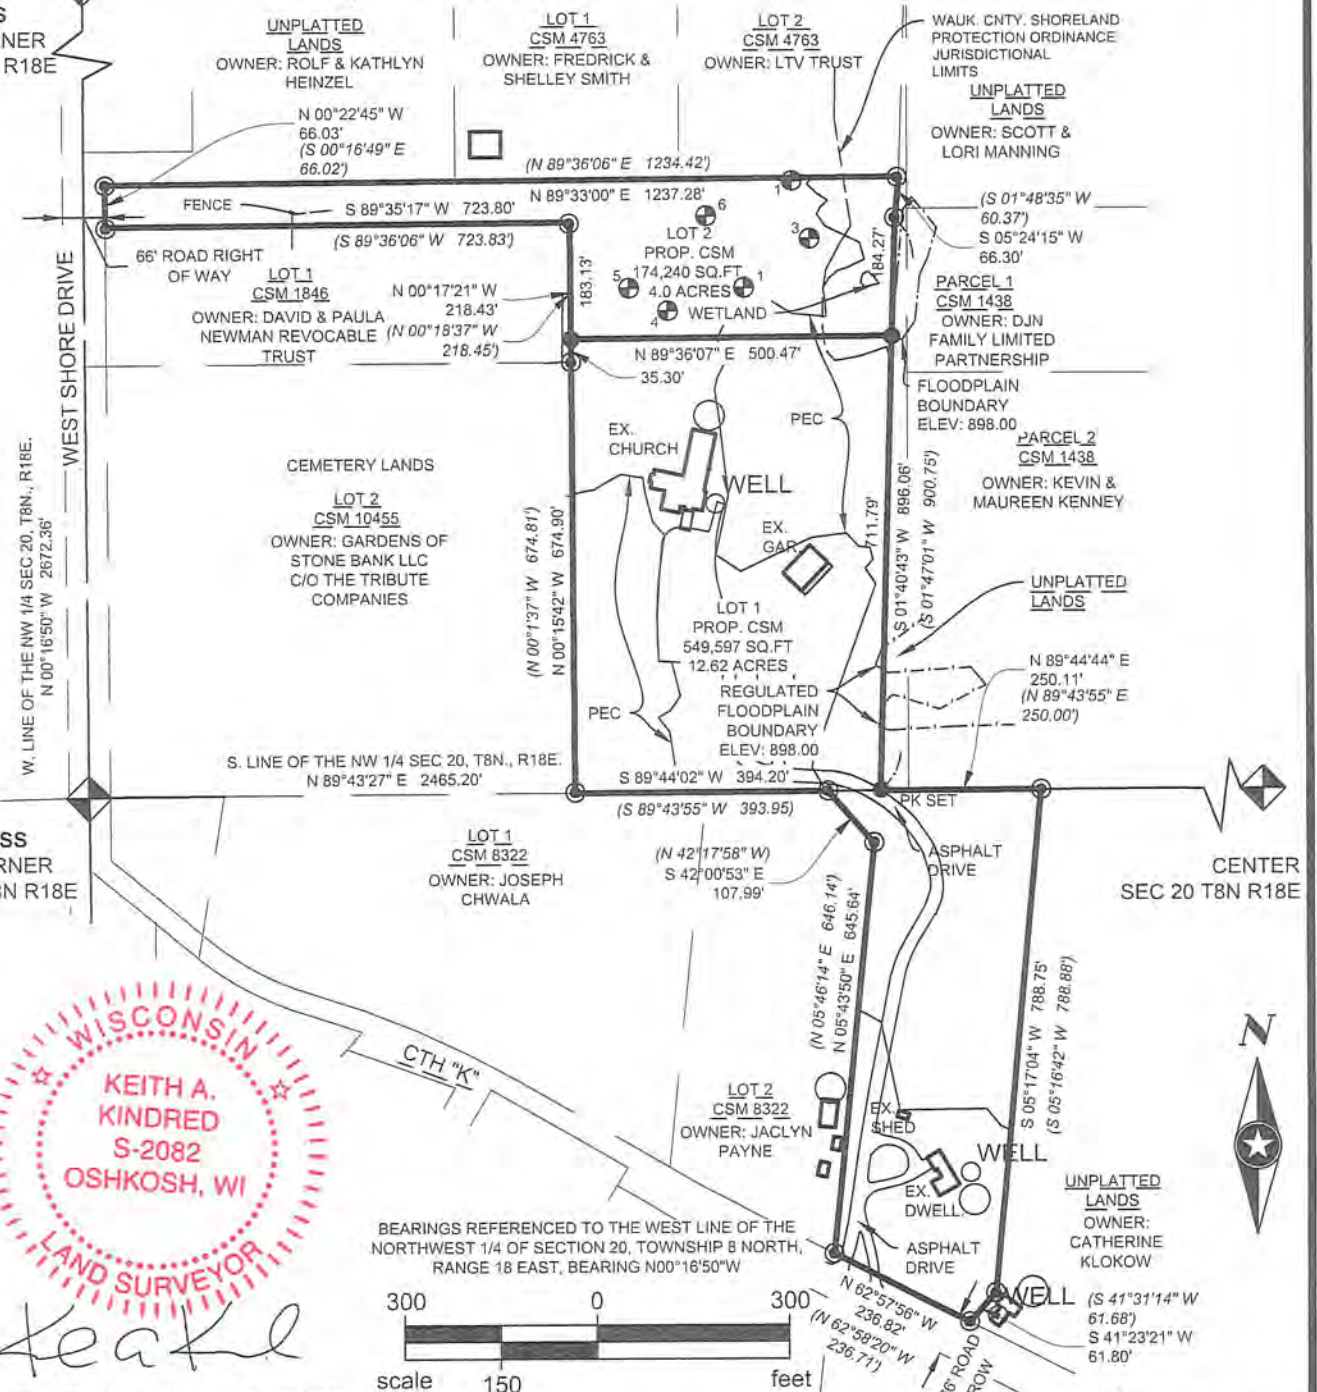 S
NER
R18E
UNPLATTED
LANDS
OWNER: ROLF & KATHLYN
HEINZEL
LOT 1
CSM 4763
OWNER: FREDRICK &
SHELLEY SMITH
LOT 2
CSM 4763
OWNER: LTV TRUST
WAUK. CNTY. SHORELAND
PROTECTION ORDINANCE
JURISDICTIONAL
LIMITS
UNPLATTED
LANDS
OWNER: SCOTT &
LORI MANNING
N 00°22'45" W
66.03'
(S 00°16'49" E
66.02')
(N 89°36'06" E 1234.42')
N 89°33'00" E 1237.28'
FENCE
S 89°35'17" W 723.80'
(S 89°36'06" W 723.83')
66' ROAD RIGHT
OF WAY
1
6
3
5
1
4
LOT 2
PROP. CSM
174,240 SQ.FT
4.0 ACRES
WETLAND
184.27'
183.13'
(S 01°48'35" W
60.37')
S 05°24'15" W
66.30'
LOT 1
CSM 1846
OWNER: DAVID & PAULA
NEWMAN REVOCABLE
TRUST
N 00°17'21" W
218.43'
(N 00°18'37" W
218.45')
PARCEL 1
CSM 1438
OWNER: DJN
FAMILY LIMITED
PARTNERSHIP
N 89°36'07" E 500.47'
35.30'
FLOODPLAIN
BOUNDARY
ELEV: 898.00
WEST SHORE DRIVE
W. LINE OF THE NW 1/4 SEC 20, T8N., R18E.
N 00°16'50" W 2672.36'
CEMETERY LANDS
LOT 2
CSM 10455
OWNER: GARDENS OF
STONE BANK LLC
C/O THE TRIBUTE
COMPANIES
EX.
CHURCH
WELL
PEC
EX.
GAR.
PARCEL 2
CSM 1438
OWNER: KEVIN &
MAUREEN KENNEY
(N 00°1'37" W 674.81')
N 00°15'42" W 674.90'
711.79'
S 01°40'43" W 896.06'
(S 01°47'01" W 900.75')
UNPLATTED
LANDS
LOT 1
PROP. CSM
549,597 SQ.FT
12.62 ACRES
REGULATED
FLOODPLAIN
BOUNDARY
ELEV: 898.00
PEC
N 89°44'44" E
250.11'
(N 89°43'55" E
250.00')
S. LINE OF THE NW 1/4 SEC 20, T8N., R18E.
N 89°43'27" E 2465.20'
S 89°44'02" W 394.20'
(S 89°43'55" W 393.95)
PK SET
SS
RNER
8N R18E
LOT 1
CSM 8322
OWNER: JOSEPH
CHWALA
(N 42°17'58" W)
S 42°00'53" E
107.99'
ASPHALT
DRIVE
CENTER
SEC 20 T8N R18E
(N 05°46'14" E 646.14')
N 05°43'50" E 645.64'
S 05°17'04" W 788.75'
(S 05°16'42" W 788.88')
N
WISCONSIN
KEITH A.
KINDRED
S-2082
OSHKOSH, WI
LAND SURVEYOR
CTH "K"
LOT 2
CSM 8322
OWNER: JACLYN
PAYNE
EX.
SHED
WELL
EX.
DWELL.
ASPHALT
DRIVE
UNPLATTED
LANDS
OWNER:
CATHERINE
KLOKOW
BEARINGS REFERENCED TO THE WEST LINE OF THE
NORTHWEST 1/4 OF SECTION 20, TOWNSHIP 8 NORTH,
RANGE 18 EAST, BEARING N00°16'50"W
N 62°57'56" W
236.82'
(N 62°58'20" W
236.71')
WELL
(S 41°31'14" W
61.68')
S 41°23'21" W
61.80'
6' ROAD
ROW
300 0 300
scale 150 feet